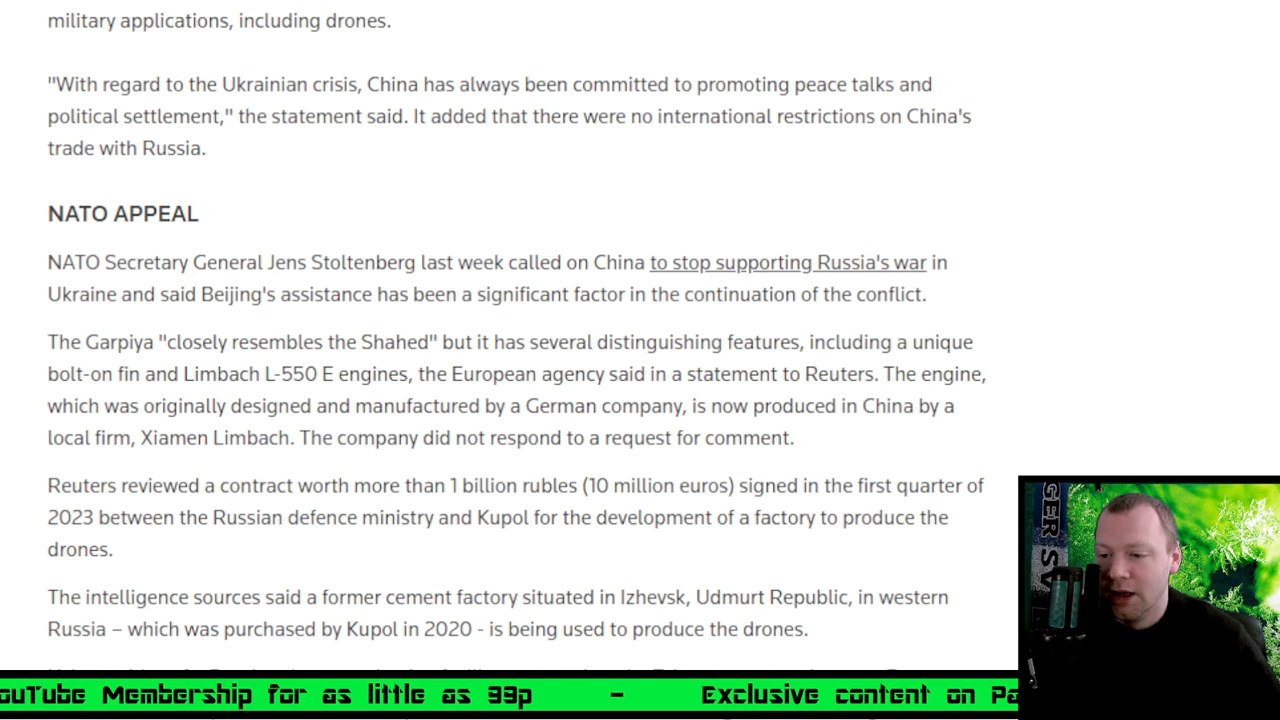 military applications, including drones.
"With regard to the Ukrainian crisis, China has always been committed to promoting peace talks and
political settlement," the statement said. It added that there were no international restrictions on China's
trade with Russia.
NATO APPEAL
NATO Secretary General Jens Stoltenberg last week called on China to stop supporting Russia's war in
Ukraine and said Beijing's assistance has been a significant factor in the continuation of the conflict.
The Garpiya "closely resembles the Shahed" but it has several distinguishing features, including a unique
bolt-on fin and Limbach L-550 E engines, the European agency said in a statement to Reuters. The engine,
which was originally designed and manufactured by a German company, is now produced in China by a
local firm, Xiamen Limbach. The company did not respond to a request for comment.
Reuters reviewed a contract worth more than 1 billion rubles (10 million euros) signed in the first quarter of
2023 between the Russian defence ministry and Kupol for the development of a factory to produce the
drones.
The intelligence sources said a former cement factory situated in Izhevsk, Udmurt Republic, in western
Russia – which was purchased by Kupol in 2020 - is being used to produce the drones.
GER SV
ouTube Membership for as little as 99p - Exclusive content on Pa